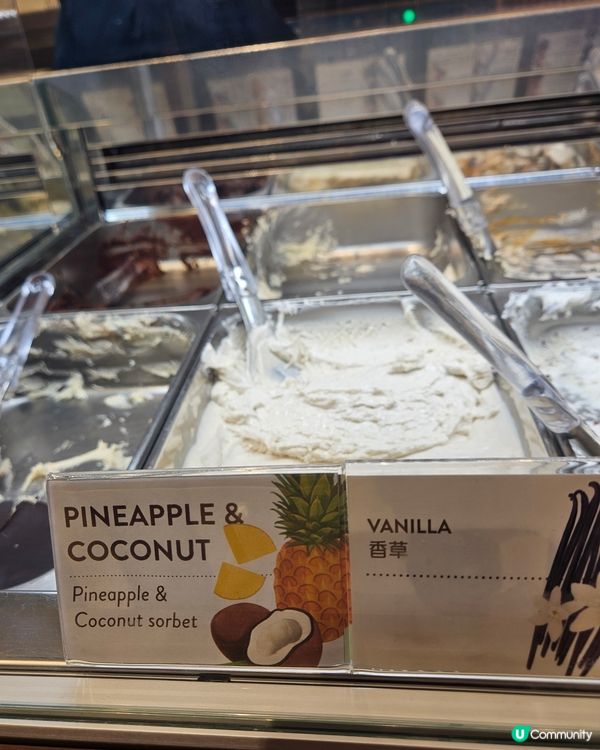 PINEAPPLE &
COCONUT
Pineapple &
Coconut sorbet
VANILLA
香草
U Community